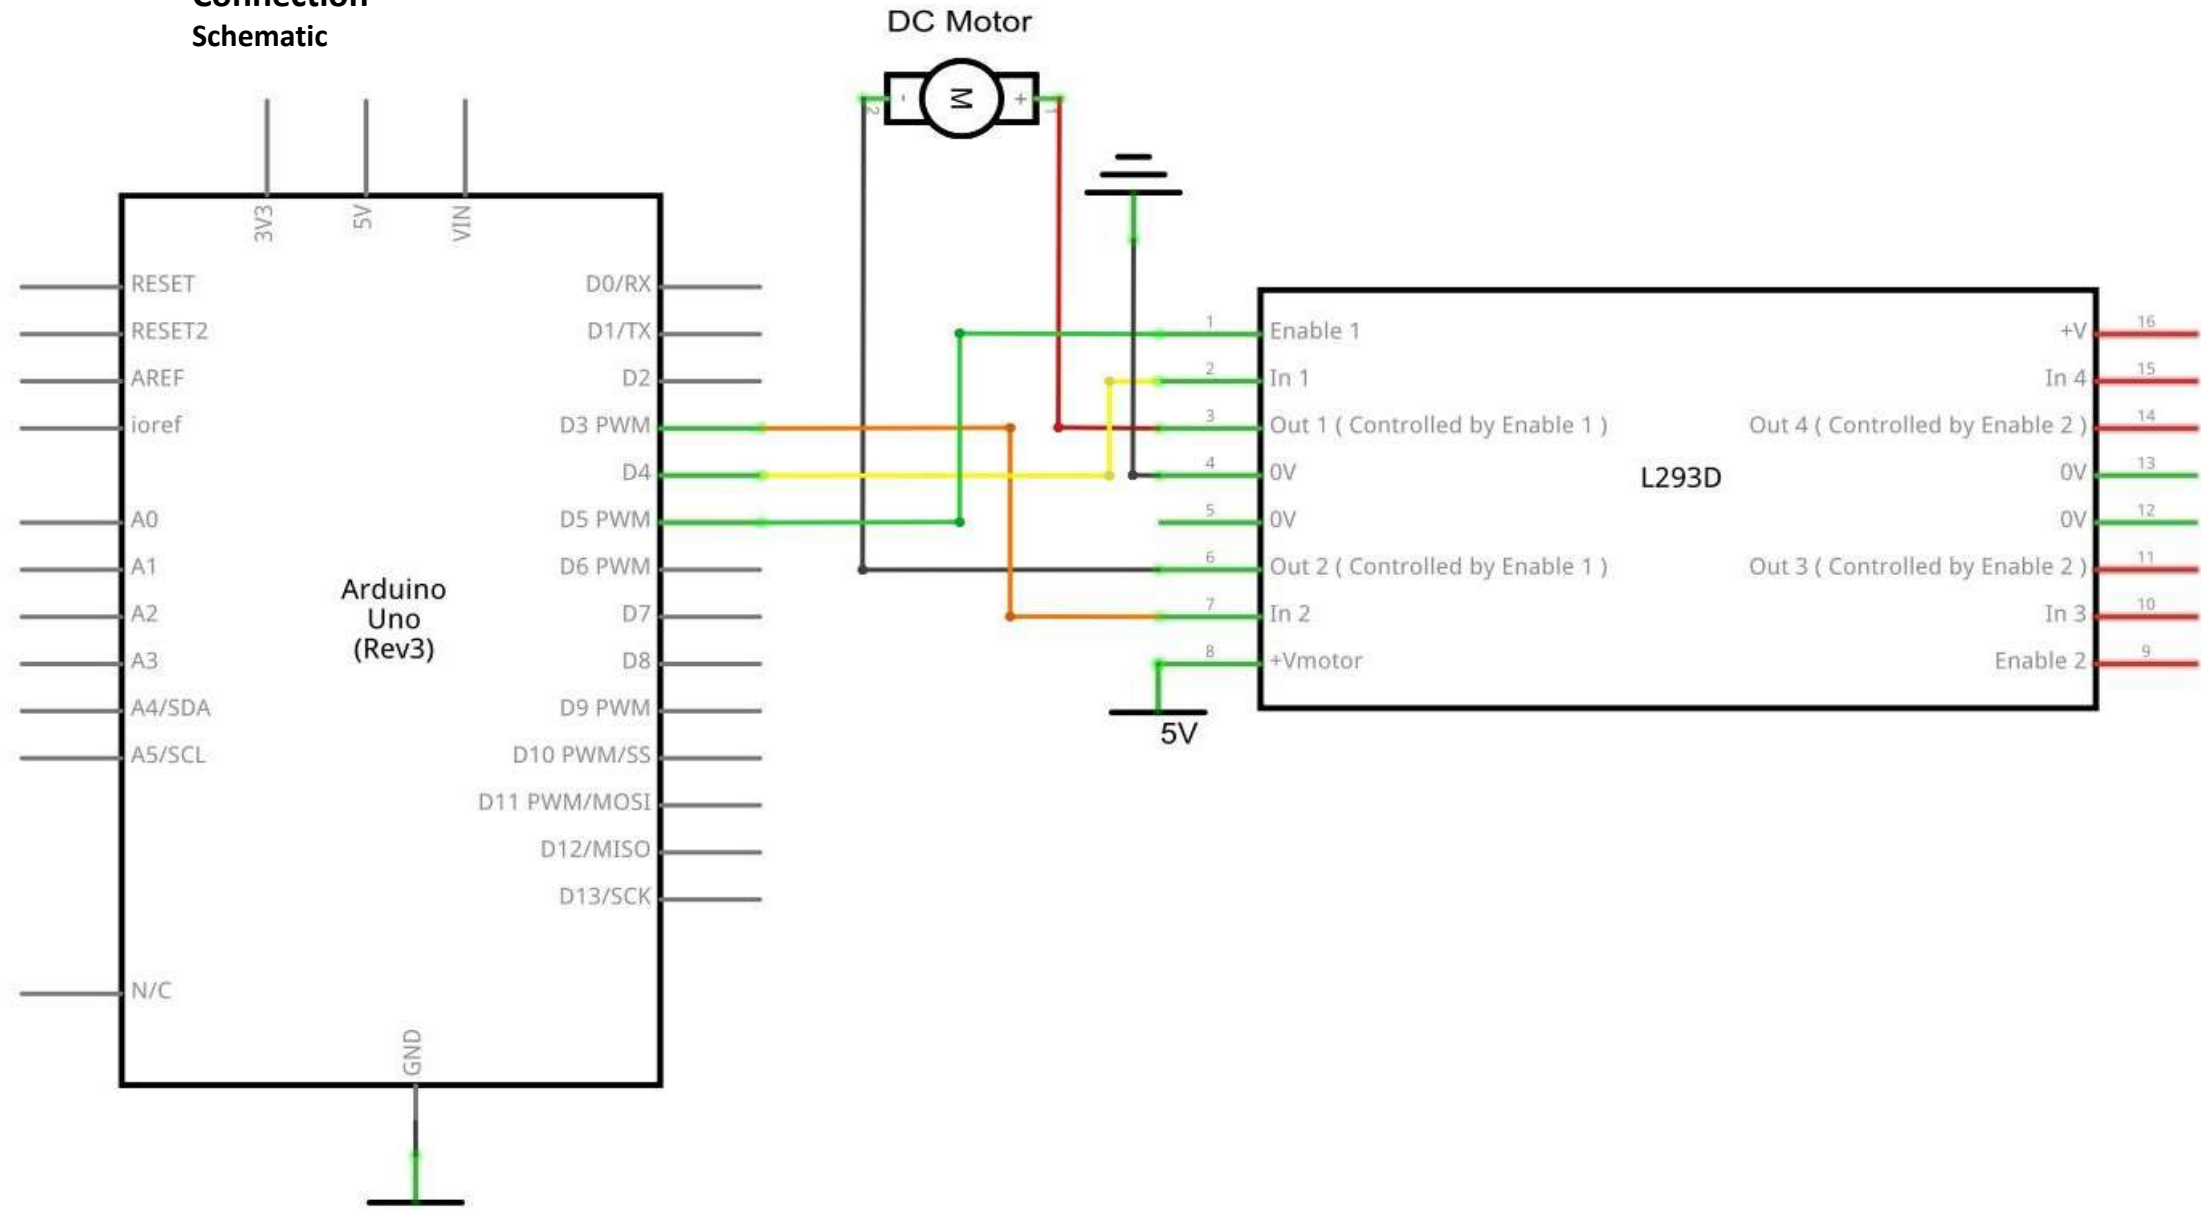 Connection
Schematic
DC Motor
- M +
2 1
3V3 5V VIN
RESET
RESET2
AREF
ioref
A0
A1
A2
A3
A4/SDA
A5/SCL
N/C
Arduino
Uno
(Rev3)
D0/RX
D1/TX
D2
D3 PWM
D4
D5 PWM
D6 PWM
D7
D8
D9 PWM
D10 PWM/SS
D11 PWM/MOSI
D12/MISO
D13/SCK
GND
1 Enable 1
2 In 1
3 Out 1 ( Controlled by Enable 1 )
4 0V
5 0V
6 Out 2 ( Controlled by Enable 1 )
7 In 2
8 +Vmotor
5V
L293D
+V 16
In 4 15
Out 4 ( Controlled by Enable 2 ) 14
0V 13
0V 12
Out 3 ( Controlled by Enable 2 ) 11
In 3 10
Enable 2 9